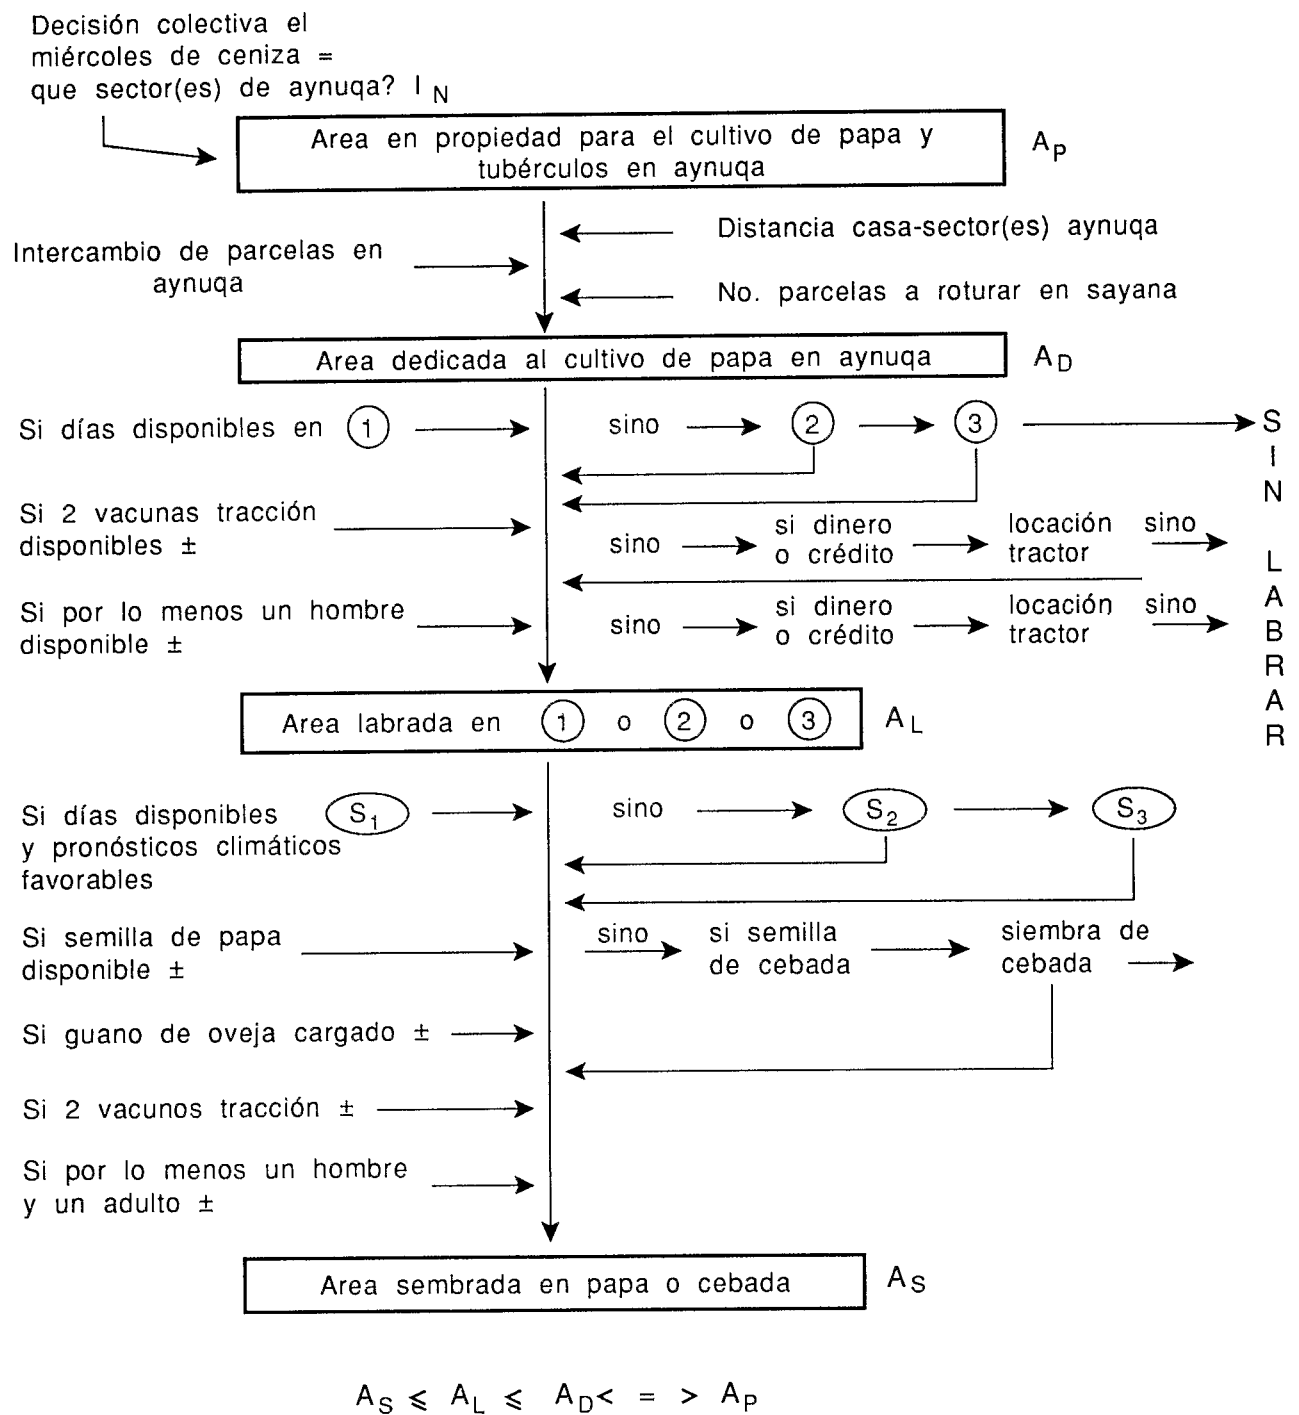 Decisión colectiva el
miércoles de ceniza =
que sector(es) de aynuqa? I N
Area en propiedad para el cultivo de papa y
tubérculos en aynuqa
A P
Distancia casa-sector(es) aynuqa
Intercambio de parcelas en
aynuqa
No. parcelas a roturar en sayana
Area dedicada al cultivo de papa en aynuqa
A D
Si días disponibles en 1
sino 2 3
SIN LABRAR
Si 2 vacunas tracción
disponibles ±
sino
si dinero
o crédito
locación
tractor
sino
Si por lo menos un hombre
disponible ±
sino
si dinero
o crédito
locación
tractor
sino
Area labrada en 1 o 2 o 3
A L
Si días disponibles
y pronósticos climáticos
favorables
S1
sino S2 S3
Si semilla de papa
disponible ±
sino
si semilla
de cebada
siembra de
cebada
Si guano de oveja cargado ±
Si 2 vacunos tracción ±
Si por lo menos un hombre
y un adulto ±
Area sembrada en papa o cebada
A S
A S ⩽ A L ⩽ A D < = > A P